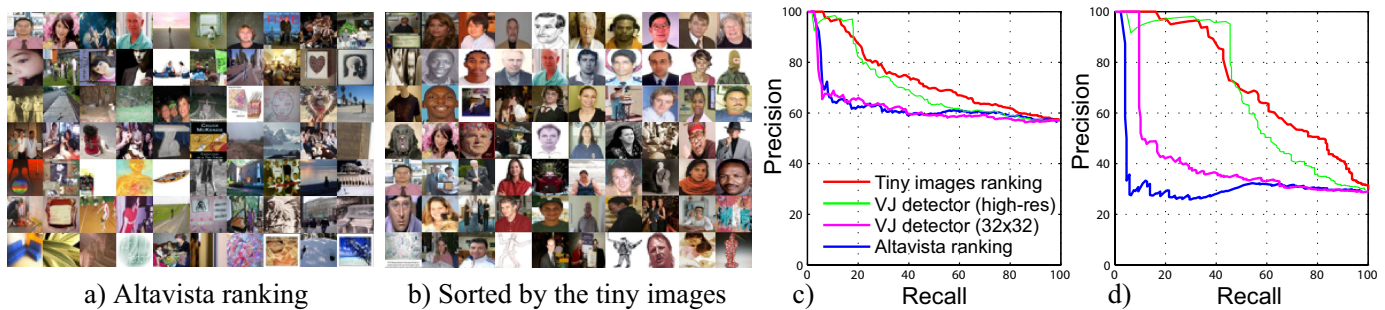 a) Altavista ranking
b) Sorted by the tiny images
Precision
100
80
60
40
20
0
0 20 40 60 80 100
c) Recall
Tiny images ranking
VJ detector (high-res)
VJ detector (32x32)
Altavista ranking
Precision
100
80
60
40
20
0
0 20 40 60 80 100
d) Recall